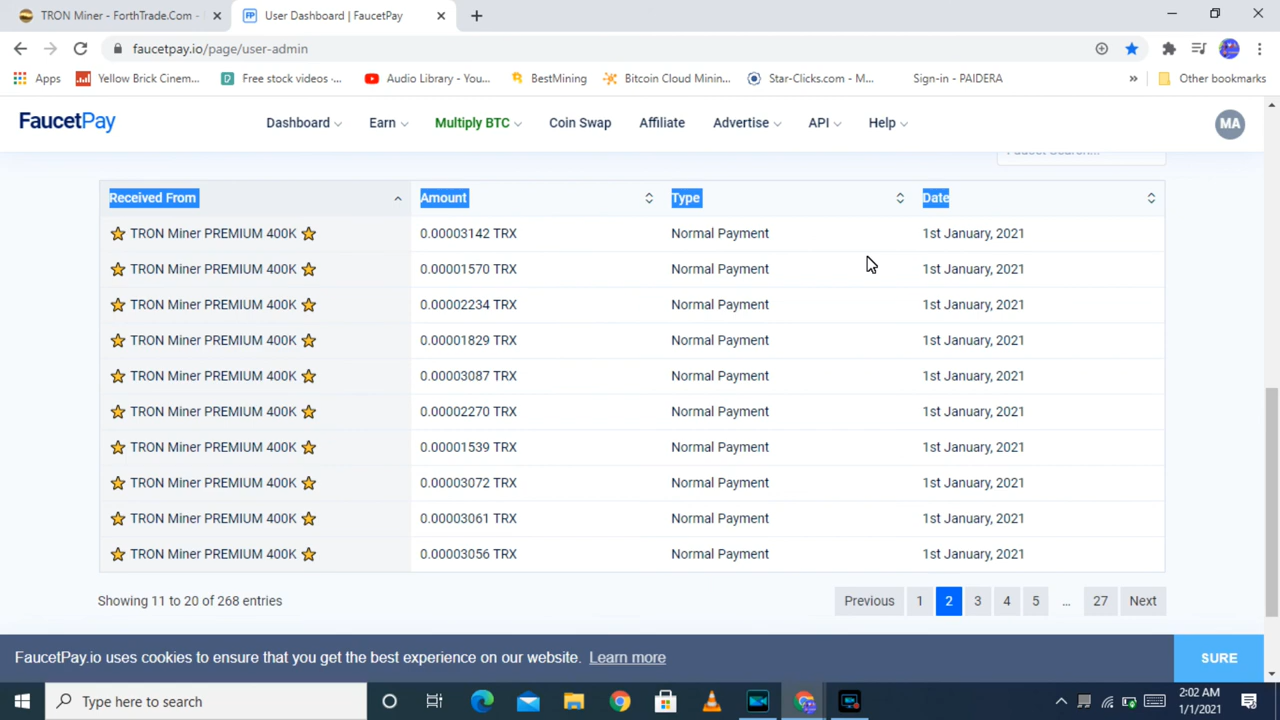 TRON Miner - ForthTrade.Com -
User Dashboard | FaucetPay
faucetpay.io/page/user-admin
Apps
Yellow Brick Cinem...
Free stock videos -...
Audio Library - You...
BestMining
Bitcoin Cloud Minin...
Star-Clicks.com - M...
Sign-in - PAIDERA
Other bookmarks
FaucetPay
Dashboard
Earn
Multiply BTC
Coin Swap
Affiliate
Advertise
API
Help
MA
Received From Amount Type Date
TRON Miner PREMIUM 400K 0.00003142 TRX Normal Payment 1st January, 2021
TRON Miner PREMIUM 400K 0.00001570 TRX Normal Payment 1st January, 2021
TRON Miner PREMIUM 400K 0.00002234 TRX Normal Payment 1st January, 2021
TRON Miner PREMIUM 400K 0.00001829 TRX Normal Payment 1st January, 2021
TRON Miner PREMIUM 400K 0.00003087 TRX Normal Payment 1st January, 2021
TRON Miner PREMIUM 400K 0.00002270 TRX Normal Payment 1st January, 2021
TRON Miner PREMIUM 400K 0.00001539 TRX Normal Payment 1st January, 2021
TRON Miner PREMIUM 400K 0.00003072 TRX Normal Payment 1st January, 2021
TRON Miner PREMIUM 400K 0.00003061 TRX Normal Payment 1st January, 2021
TRON Miner PREMIUM 400K 0.00003056 TRX Normal Payment 1st January, 2021
Showing 11 to 20 of 268 entries
Previous 1 2 3 4 5 ... 27 Next
FaucetPay.io uses cookies to ensure that you get the best experience on our website. Learn more
SURE
Type here to search
2:02 AM
1/1/2021